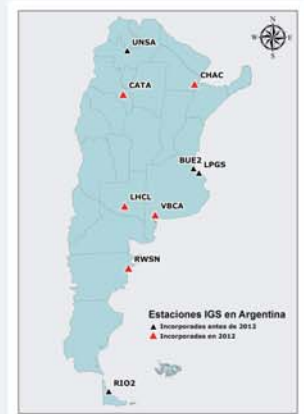 N
W E
S
UNSA
CATA
CHAC
BUE2
LPGS
LHCL
VBCA
RWSN
Estaciones IGS en Argentina
Incorporadas antes de 2012
Incorporadas en 2012
RIO2